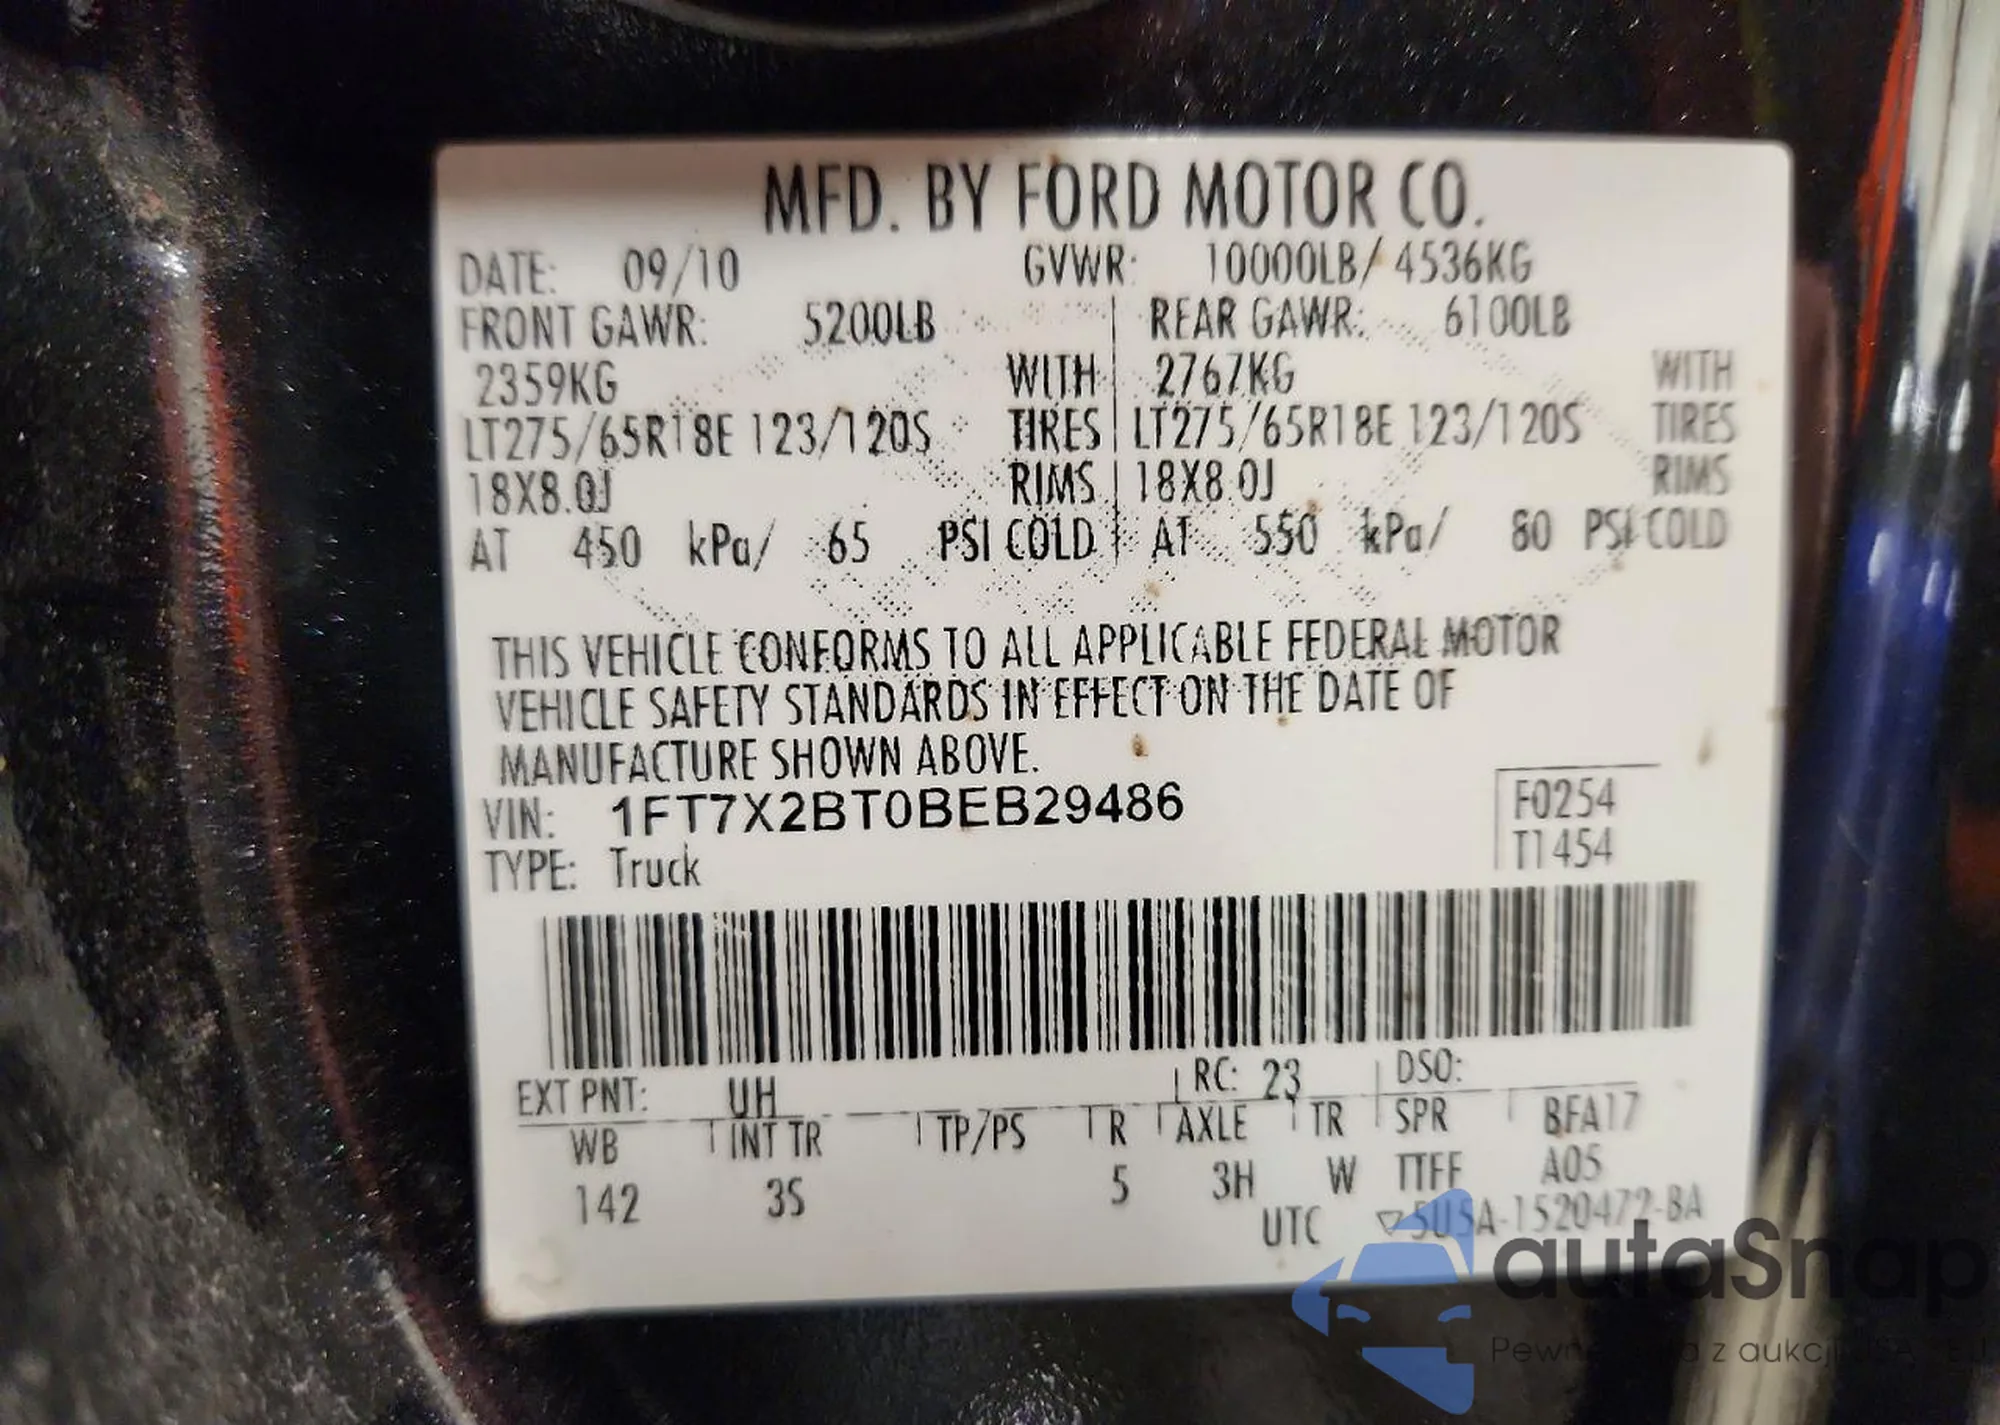 MFD. BY FORD MOTOR CO.
DATE: 09/10 GVWR: 10000LB/ 4536KG
FRONT GAWR: 5200LB REAR GAWR: 6100LB
2359KG WITH 2767KG WITH
LT275/65R18E 123/120S TIRES LT275/65R18E 123/120S TIRES
18X8.0J RIMS 18X8.0J RIMS
AT 450 kPa/ 65 PSI COLD AT 550 kPa/ 80 PSI COLD
THIS VEHICLE CONFORMS TO ALL APPLICABLE FEDERAL MOTOR
VEHICLE SAFETY STANDARDS IN EFFECT ON THE DATE OF
MANUFACTURE SHOWN ABOVE.
VIN: 1FT7X2BT0BEB29486 F0254
TYPE: Truck T1454
EXT PNT: UH RC: 23 DSO:
WB INT TR TP/PS R AXLE TR SPR BFA17
142 3S 5 3H W TTFF A05
UTC 5U5A-1520472-BA
autaSnap
z aukcji